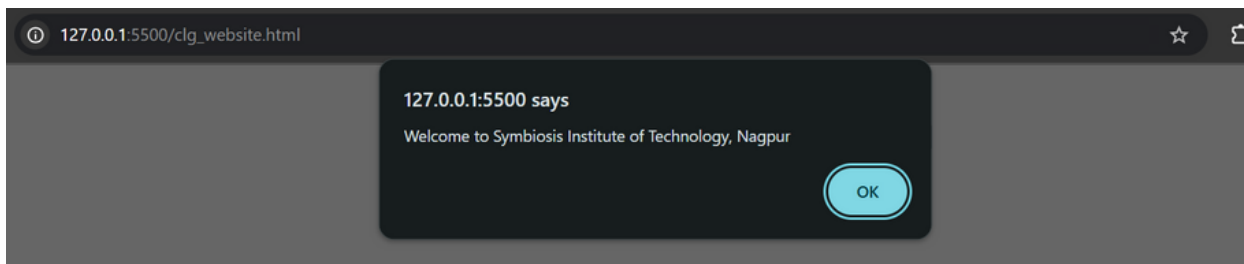 127.0.0.1:5500/clg_website.html
127.0.0.1:5500 says
Welcome to Symbiosis Institute of Technology, Nagpur
OK